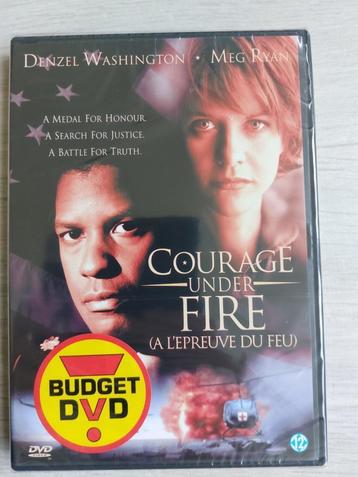 DENZEL WASHINGTON • MEG RYAN
A MEDAL FOR HONOUR.
A SEARCH FOR JUSTICE.
A BATTLE FOR TRUTH.
COURAGE
UNDER
FIRE
(A L'EPREUVE DU FEU)
BUDGET
DVD
DVD
VIDEO
12